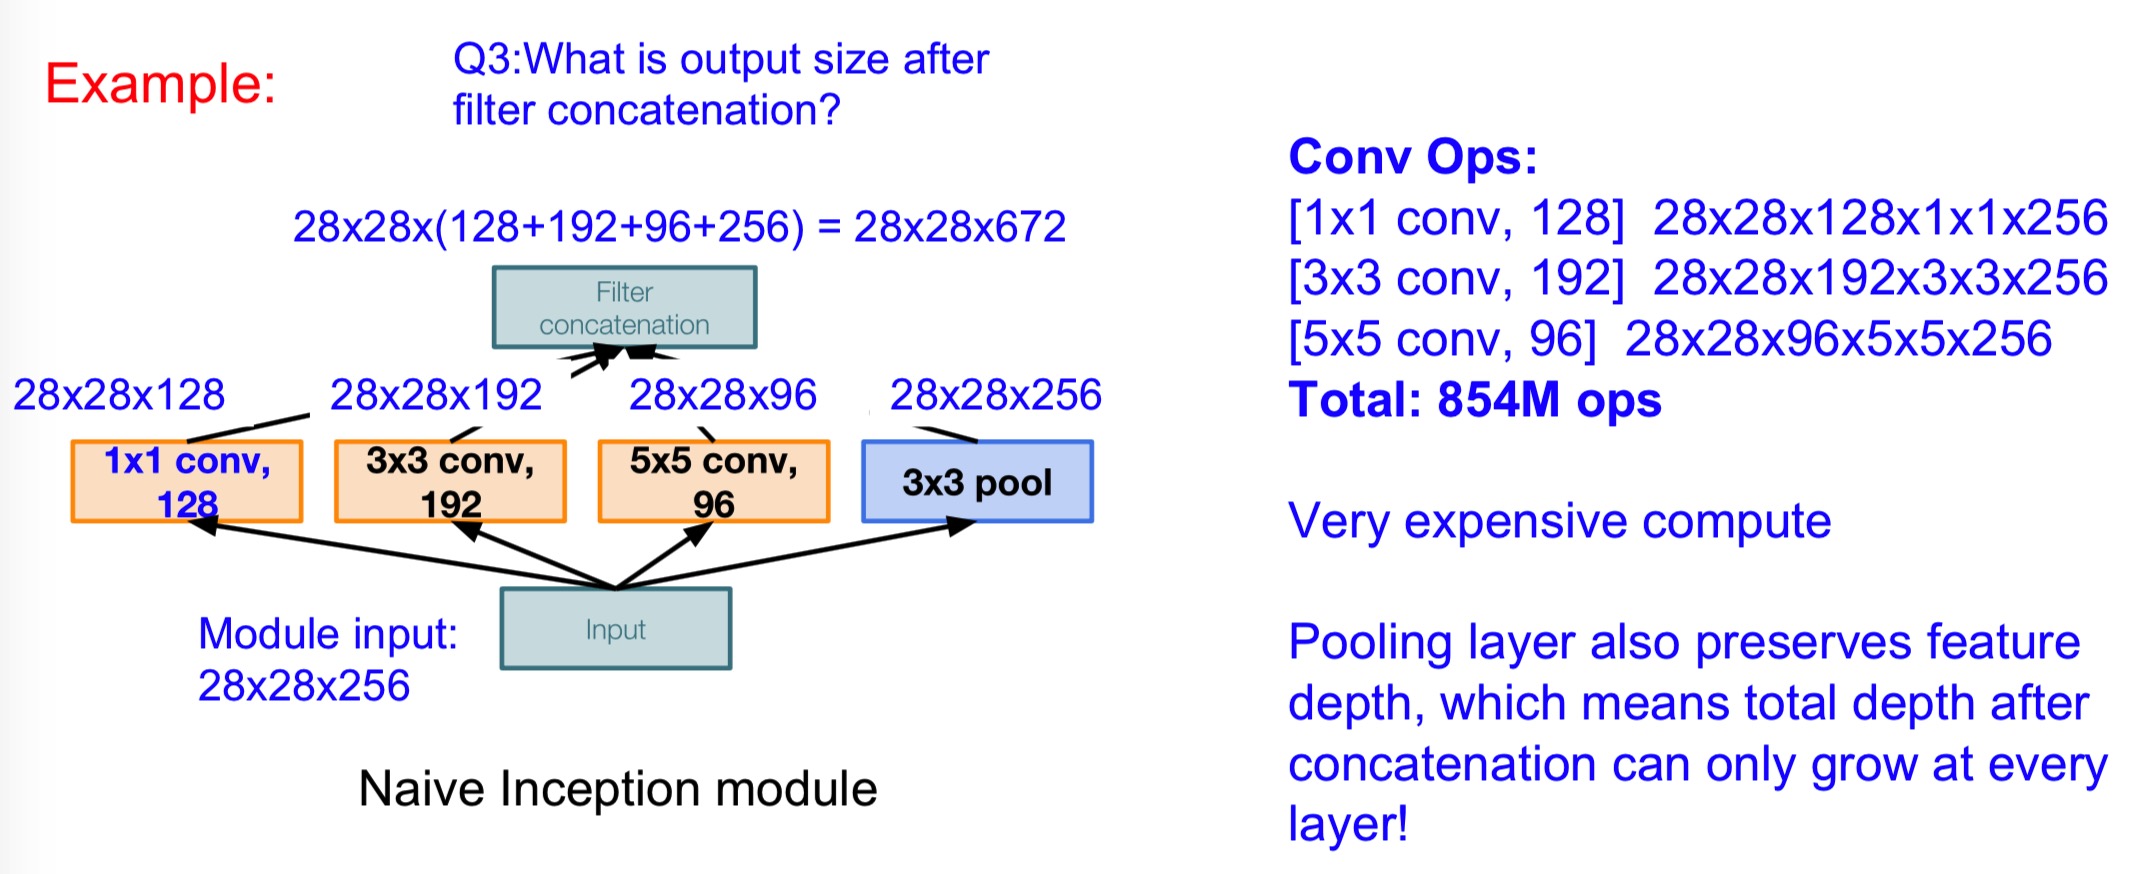 Example:
Q3:What is output size after
filter concatenation?
28x28x(128+192+96+256) = 28x28x672
Filter
concatenation
28x28x128
28x28x192
28x28x96
28x28x256
1x1 conv,
128
3x3 conv,
192
5x5 conv,
96
3x3 pool
Input
Module input:
28x28x256
Naive Inception module
Conv Ops:
[1x1 conv, 128] 28x28x128x1x1x256
[3x3 conv, 192] 28x28x192x3x3x256
[5x5 conv, 96] 28x28x96x5x5x256
Total: 854M ops
Very expensive compute
Pooling layer also preserves feature
depth, which means total depth after
concatenation can only grow at every
layer!